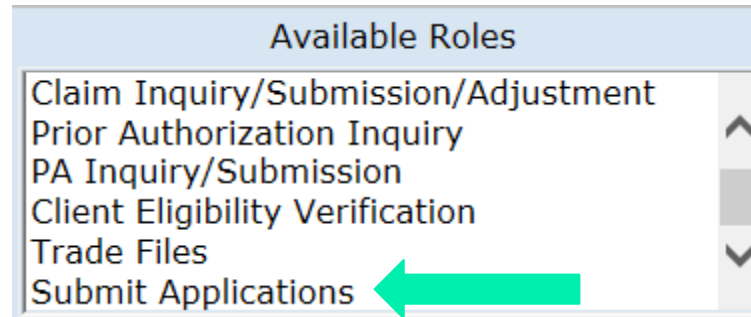 Available Roles
Claim Inquiry/Submission/Adjustment
Prior Authorization Inquiry
PA Inquiry/Submission
Client Eligibility Verification
Trade Files
Submit Applications